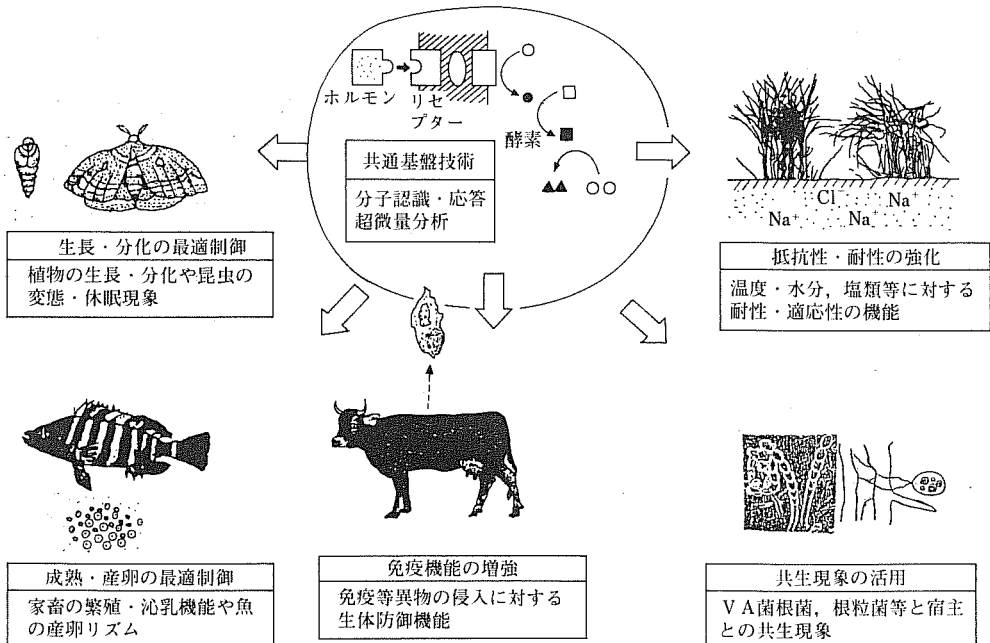 ホルモン
リセ
プター
酵素
共通基盤技術
分子認識・応答
超微量分析
生長・分化の最適制御
植物の生長・分化や昆虫の
変態・休眠現象
Cl⁻
Na⁺
Na⁺
Na⁺
抵抗性・耐性の強化
温度・水分，塩類等に対する
耐性・適応性の機能
成熟・産卵の最適制御
家畜の繁殖・沁乳機能や魚
の産卵リズム
免疫機能の増強
免疫等異物の侵入に対する
生体防御機能
共生現象の活用
ＶＡ菌根菌，根粒菌等と宿主
との共生現象